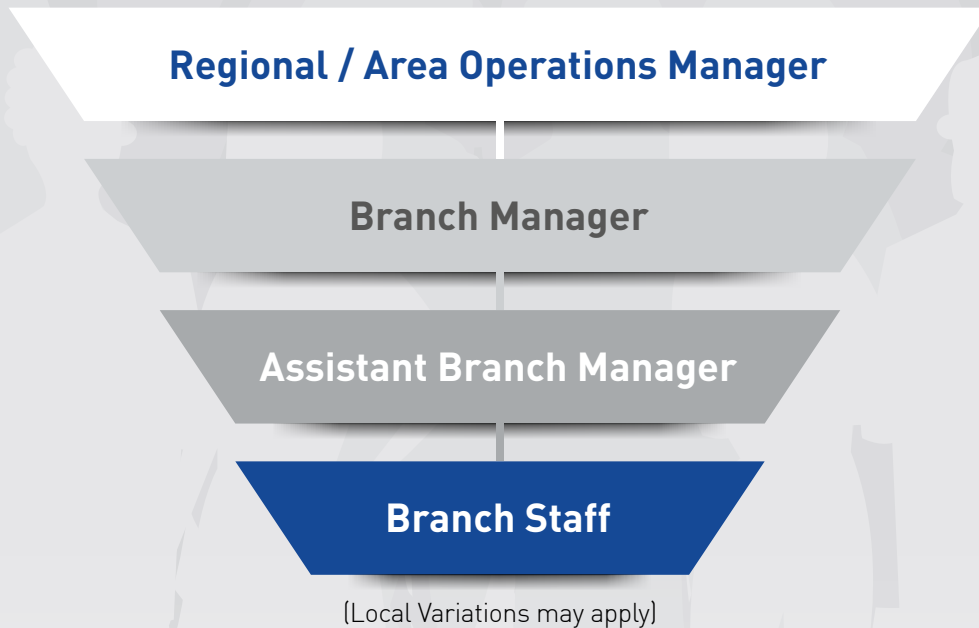 Regional / Area Operations Manager
Branch Manager
Assistant Branch Manager
Branch Staff
(Local Variations may apply)